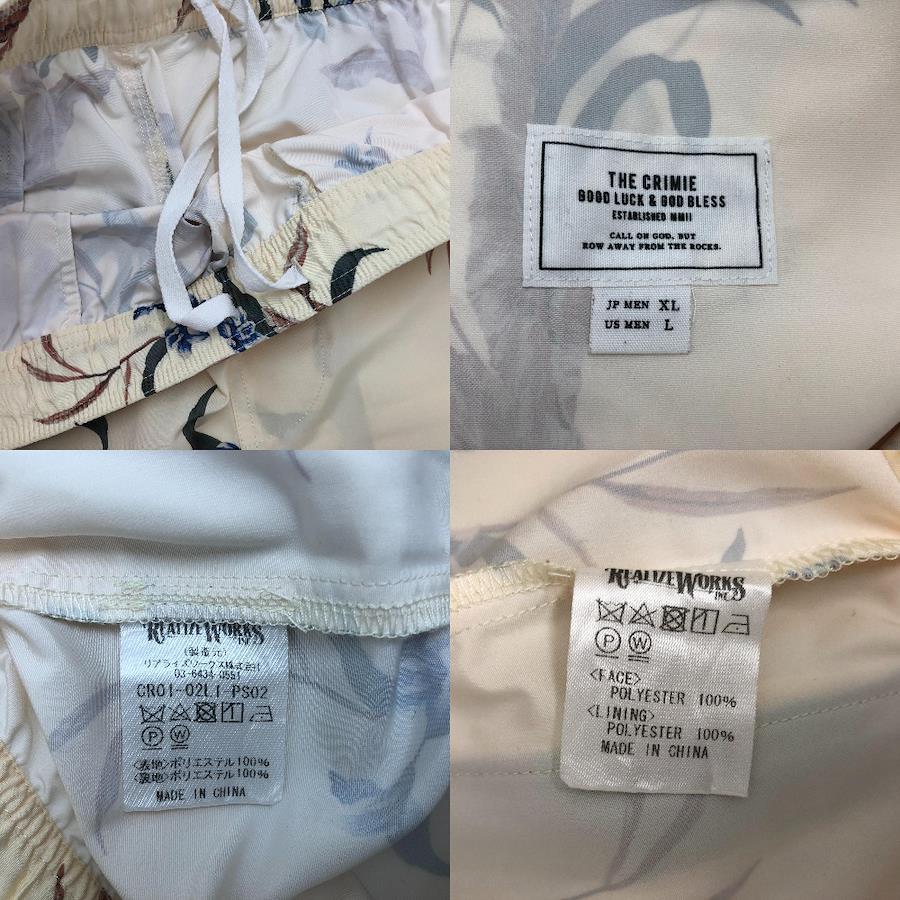 THE CRIMIE
GOOD LUCK & GOD BLESS
ESTABLISHED MMII
CALL ON GOD, BUT
ROW AWAY FROM THE ROCKS.
JP MEN XL
US MEN L
REALIZEWORKS
INC.
(製造元)
リアライズワークス株式会社
03-6434-0551
CR01-02L1-PS02
P W
<表地>ポリエステル100%
<裏地>ポリエステル100%
MADE IN CHINA
REALIZEWORKS
INC.
P W
<FACE>
POLYESTER 100%
<LINING>
POLYESTER 100%
MADE IN CHINA